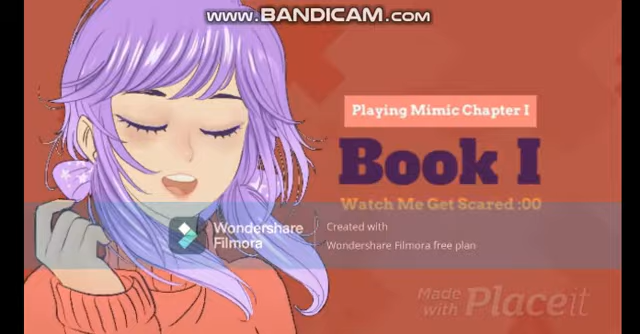 www.BANDICAM.COM
Playing Mimic Chapter I
Book I
Watch Me Get Scared :00
Wondershare
Filmora
Created with
Wondershare Filmora free plan
Made
with Placeit